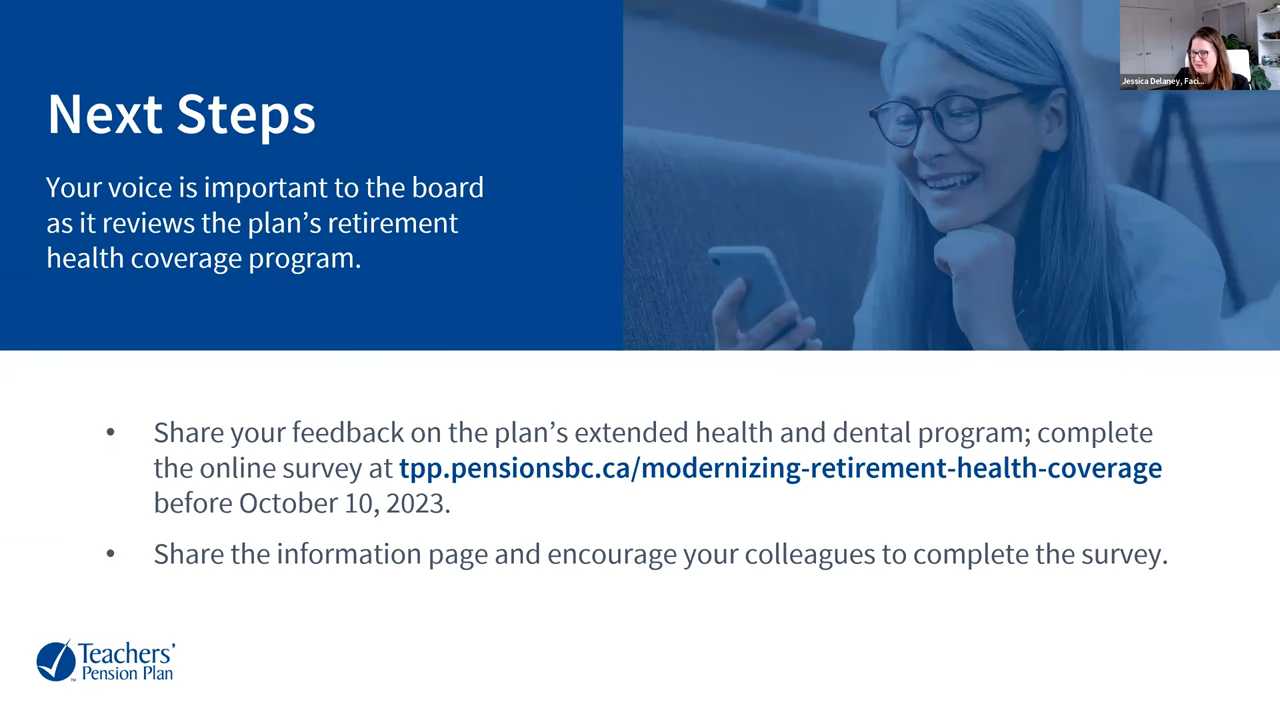 Jessica Delaney, Faci...
Next Steps
Your voice is important to the board
as it reviews the plan’s retirement
health coverage program.
• Share your feedback on the plan’s extended health and dental program; complete
the online survey at tpp.pensionsbc.ca/modernizing-retirement-health-coverage
before October 10, 2023.
• Share the information page and encourage your colleagues to complete the survey.
Teachers’
Pension Plan
TM